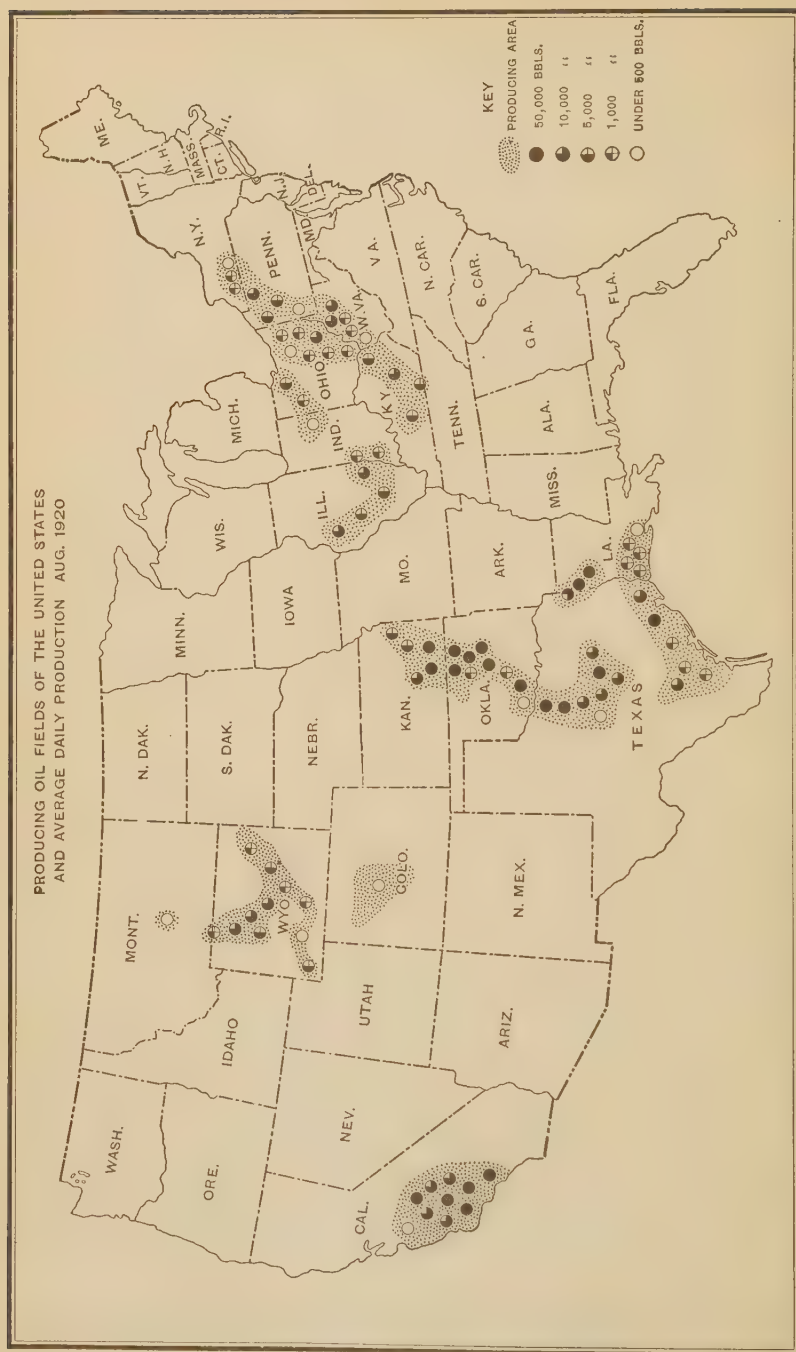 PRODUCING OIL FIELDS OF THE UNITED STATES
AND AVERAGE DAILY PRODUCTION AUG. 1920
WASH.
ORE.
CAL.
NEV.
IDAHO
MONT.
WYO.
UTAH
COLO.
ARIZ.
N. MEX.
N. DAK.
S. DAK.
NEBR.
KAN.
OKLA.
TEXAS
MINN.
IOWA
MO.
ARK.
LA.
WIS.
ILL.
MICH.
IND.
OHIO
KY
TENN.
MISS.
ALA.
GA.
FLA.
S. CAR.
N. CAR.
VA.
W. VA.
PENN.
MD.
DEL.
N.J.
N.Y.
VT.
N.H.
MASS.
CT.
R.I.
ME.
KEY
PRODUCING AREA
50,000 BBLS.
10,000 "
5,000 "
1,000 "
UNDER 500 BBLS.